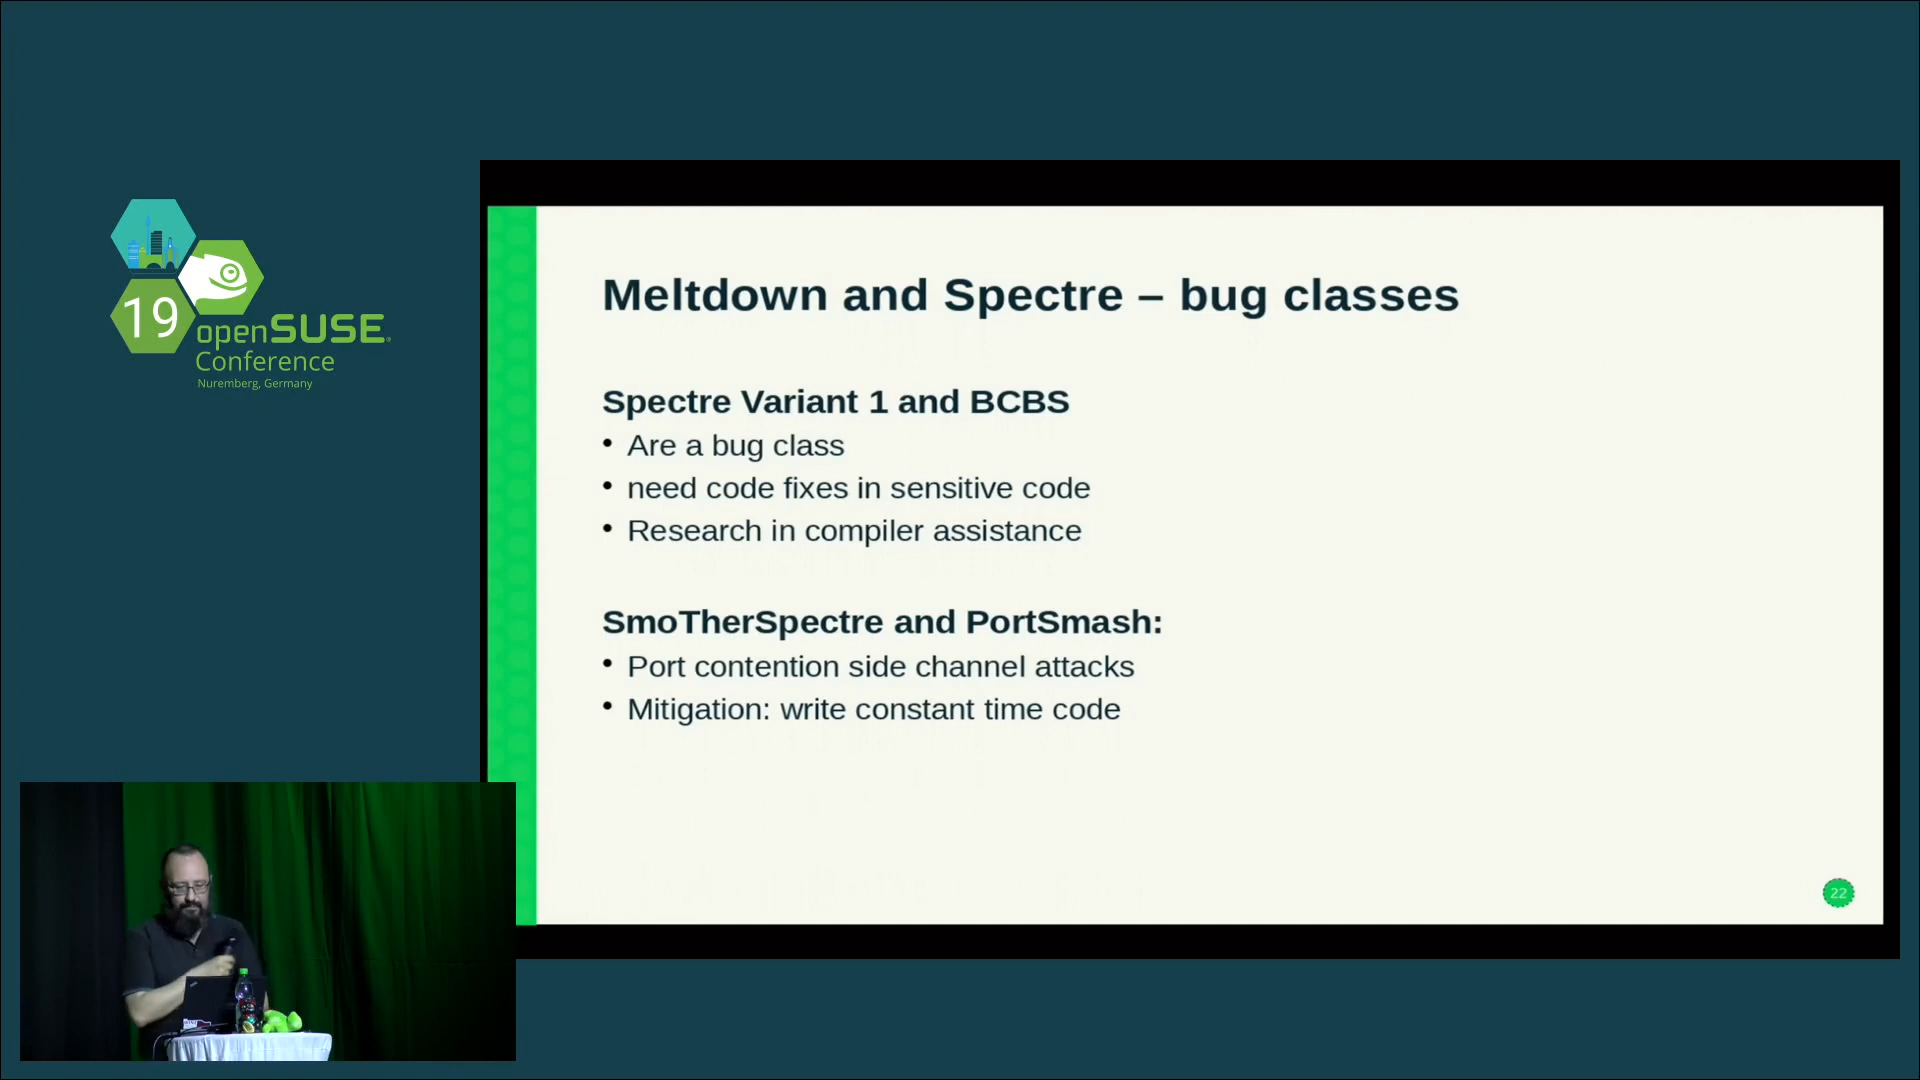 19
openSUSE
Conference
Nuremberg, Germany
Meltdown and Spectre – bug classes
Spectre Variant 1 and BCBS
• Are a bug class
• need code fixes in sensitive code
• Research in compiler assistance
SmoTherSpectre and PortSmash:
• Port contention side channel attacks
• Mitigation: write constant time code
22